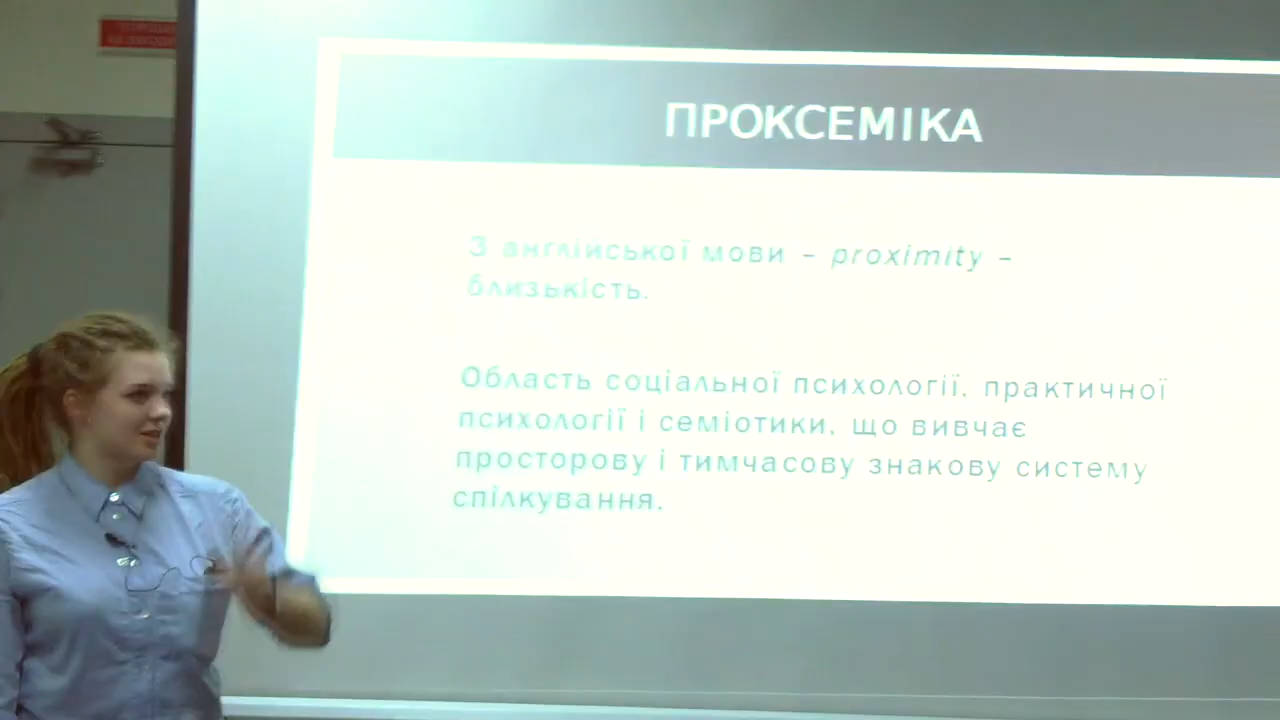 ПРОКСЕМІКА
З англійської мови – proximity –
близькість.
Область соціальної психології, практичної
психології і семіотики, що вивчає
просторову і тимчасову знакову систему
спілкування.